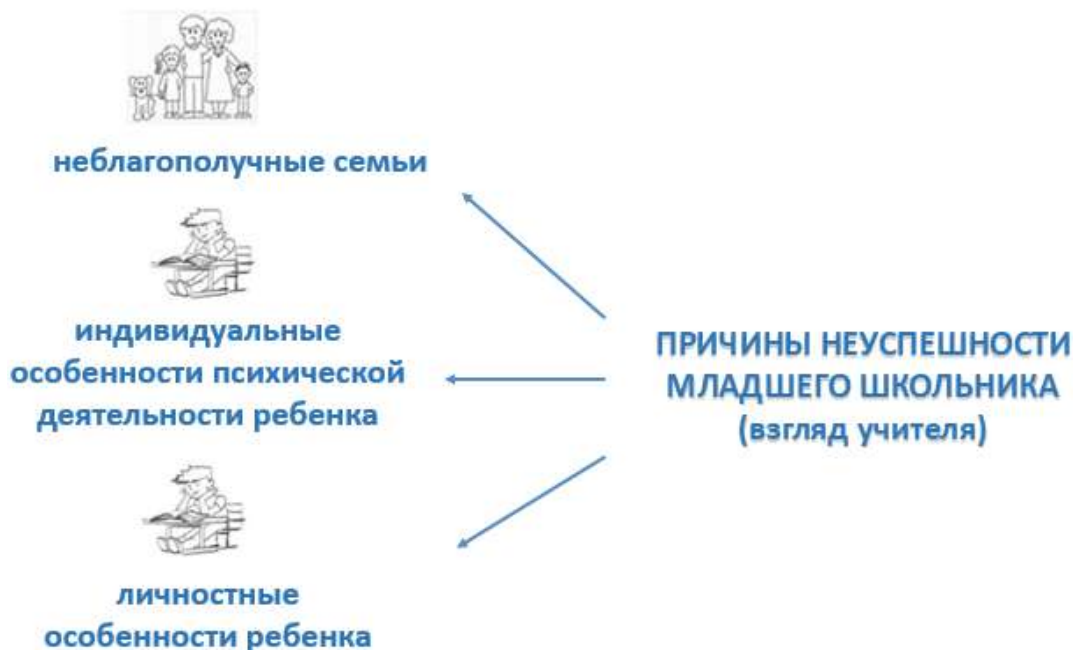 неблагополучные семьи
индивидуальные
особенности психической
деятельности ребенка
личностные
особенности ребенка
ПРИЧИНЫ НЕУСПЕШНОСТИ
МЛАДШЕГО ШКОЛЬНИКА
(взгляд учителя)